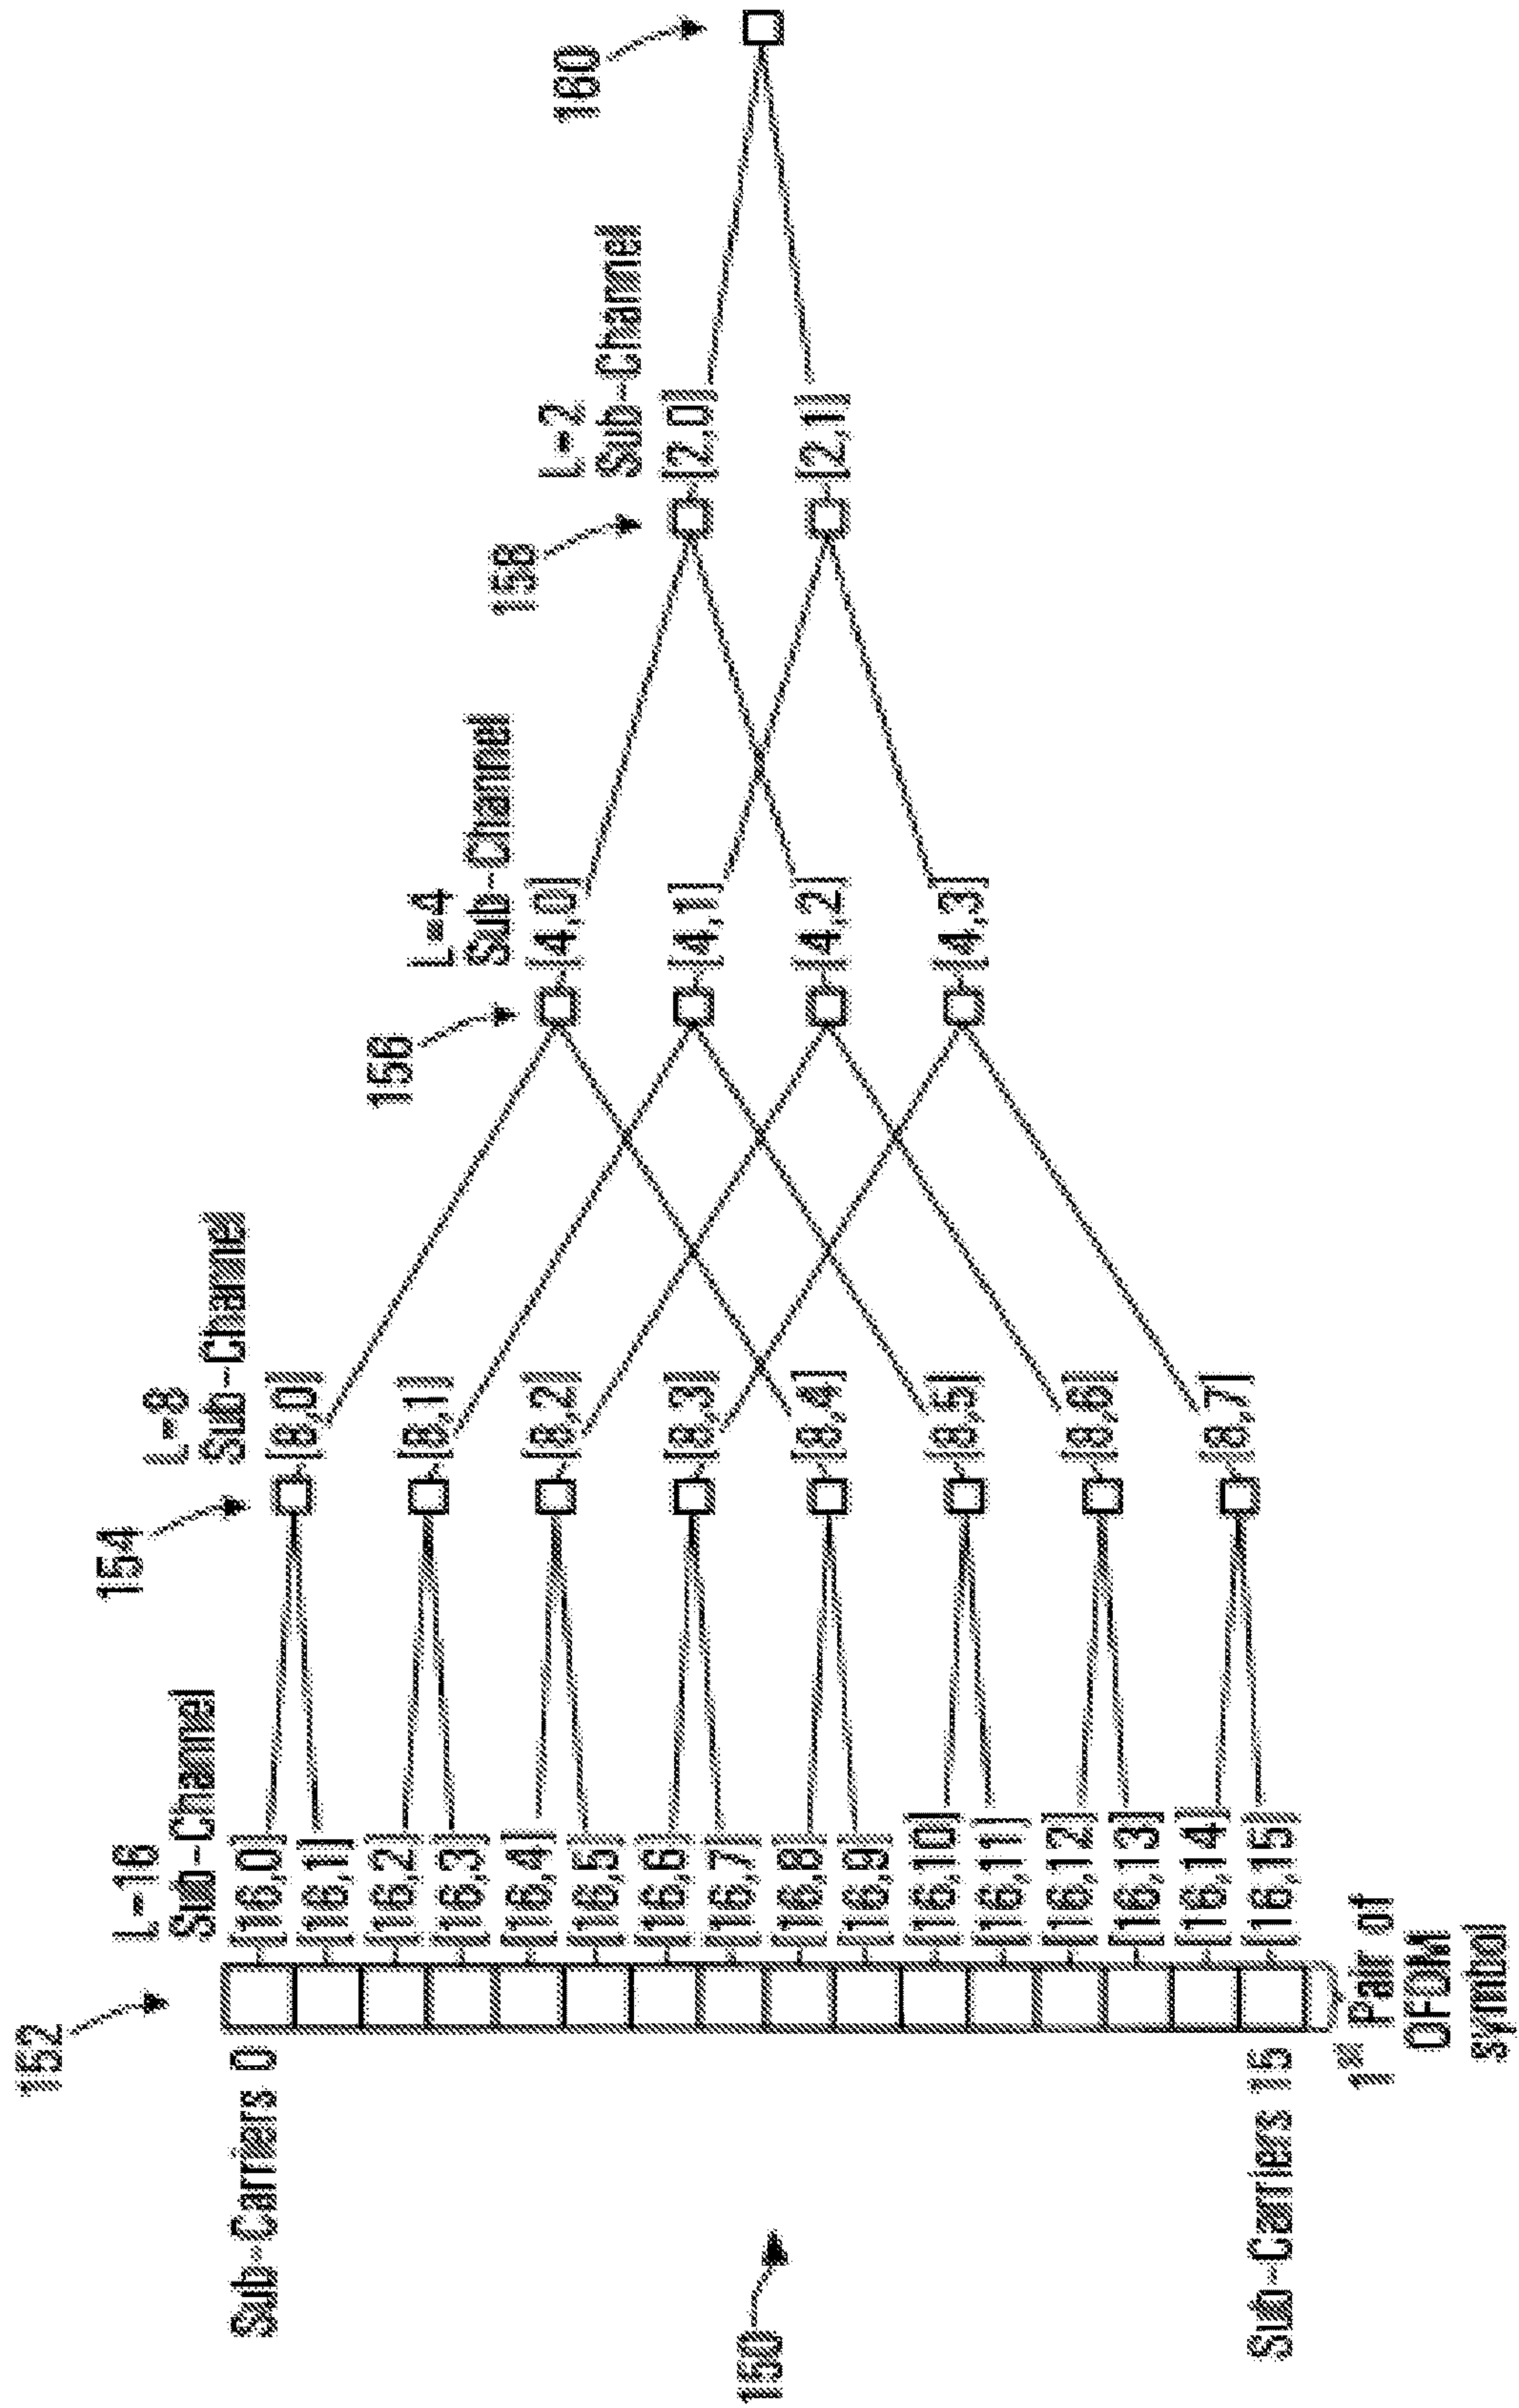 150
152
154
156
158
160
L-16
Sub-Channel
L-8
Sub-Channel
L-4
Sub-Channel
L-2
Sub-Channel
Sub-Carriers 0
Sub-Carriers 15
[16,0]
[16,1]
[16,2]
[16,3]
[16,4]
[16,5]
[16,6]
[16,7]
[16,8]
[16,9]
[16,10]
[16,11]
[16,12]
[16,13]
[16,14]
[16,15]
[8,0]
[8,1]
[8,2]
[8,3]
[8,4]
[8,5]
[8,6]
[8,7]
[4,0]
[4,1]
[4,2]
[4,3]
[2,0]
[2,1]
1st Pair of
OFDM
symbol